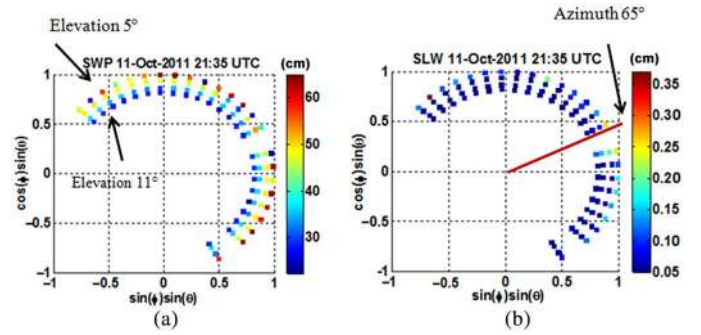 Elevation 5°
Azimuth 65°
SWP 11-Oct-2011 21:35 UTC
(cm)
SLW 11-Oct-2011 21:35 UTC
(cm)
cos(ϕ)sin(θ)
1
0.5
0
−0.5
−1
−1
−0.5
0
0.5
1
sin(ϕ)sin(θ)
Elevation 11°
60
50
40
30
(a)
cos(ϕ)sin(θ)
1
0.5
0
−0.5
−1
−1
−0.5
0
0.5
1
sin(ϕ)sin(θ)
0.35
0.30
0.25
0.20
0.15
0.10
0.05
(b)